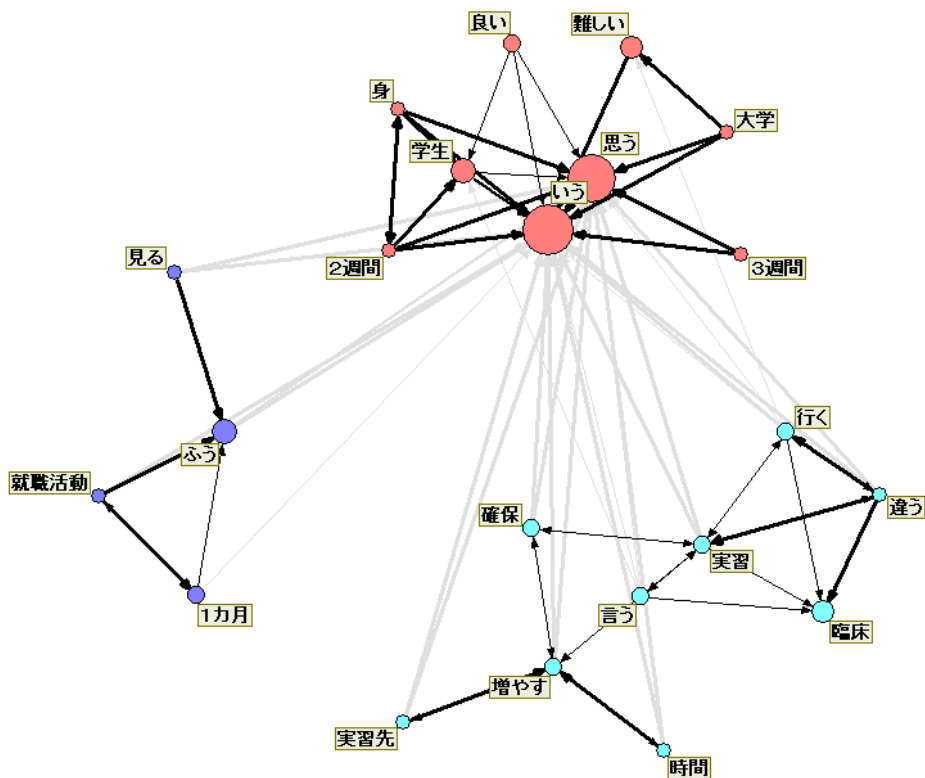 良い
難しい
身
大学
学生
思う
いう
2週間
3週間
見る
ふう
就職活動
1カ月
行く
違う
確保
実習
言う
臨床
増やす
実習先
時間